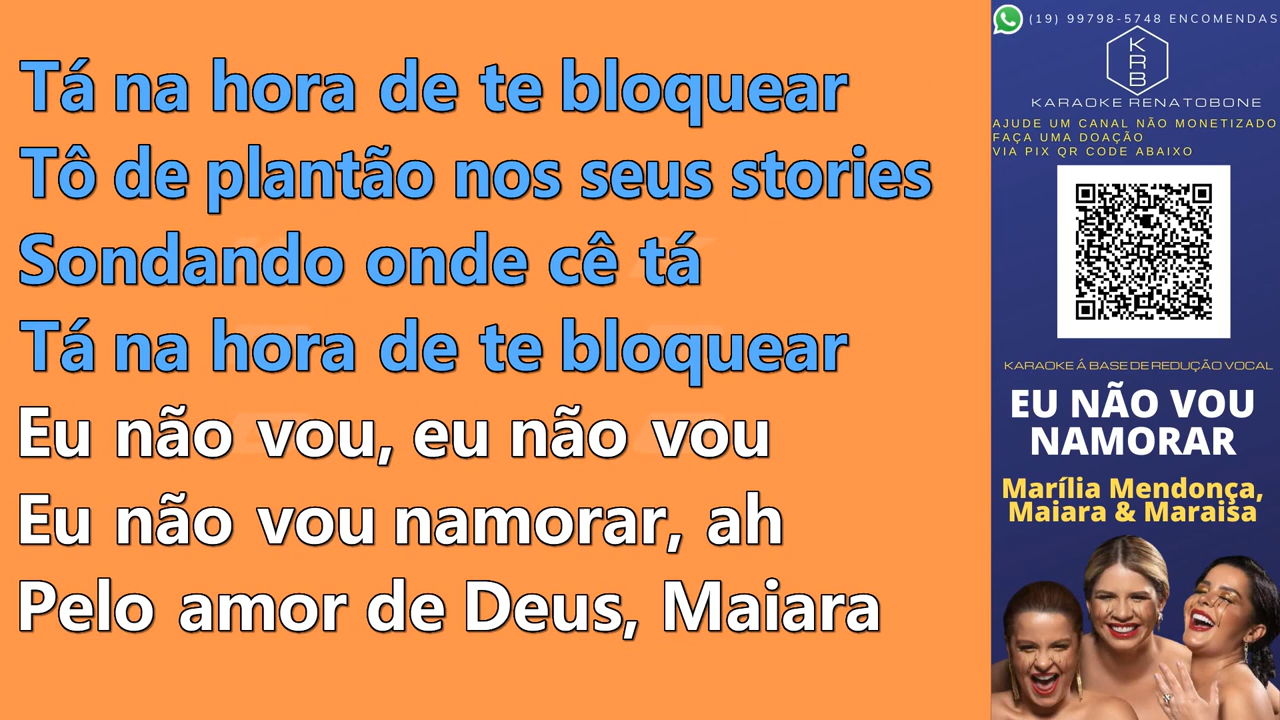 Tá na hora de te bloquear
Tô de plantão nos seus stories
Sondando onde cê tá
Tá na hora de te bloquear
Eu não vou, eu não vou
Eu não vou namorar, ah
Pelo amor de Deus, Maiara
(19) 99798-5748 ENCOMENDAS
K
R
B
KARAOKE RENATOBONE
AJUDE UM CANAL NÃO MONETIZADO
FAÇA UMA DOAÇÃO
VIA PIX QR CODE ABAIXO
KARAOKE Á BASE DE REDUÇÃO VOCAL
EU NÃO VOU
NAMORAR
Marília Mendonça,
Maiara & Maraisa